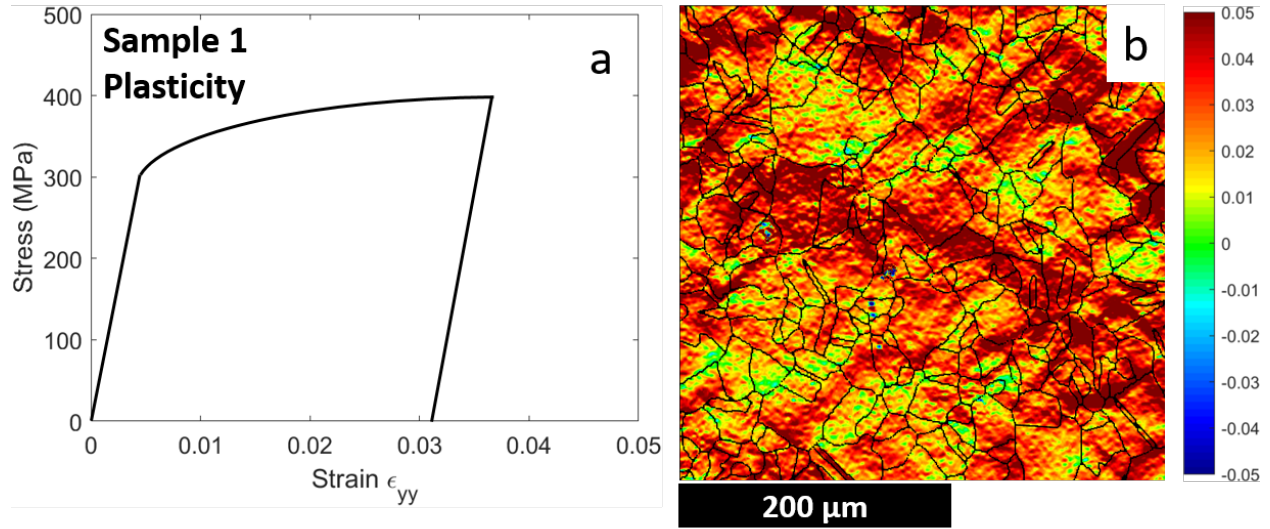 Sample 1
Plasticity
a
500
400
300
200
100
0
Stress (MPa)
0 0.01 0.02 0.03 0.04 0.05
Strain ϵyy
b
200 µm
0.05
0.04
0.03
0.02
0.01
0
-0.01
-0.02
-0.03
-0.04
-0.05